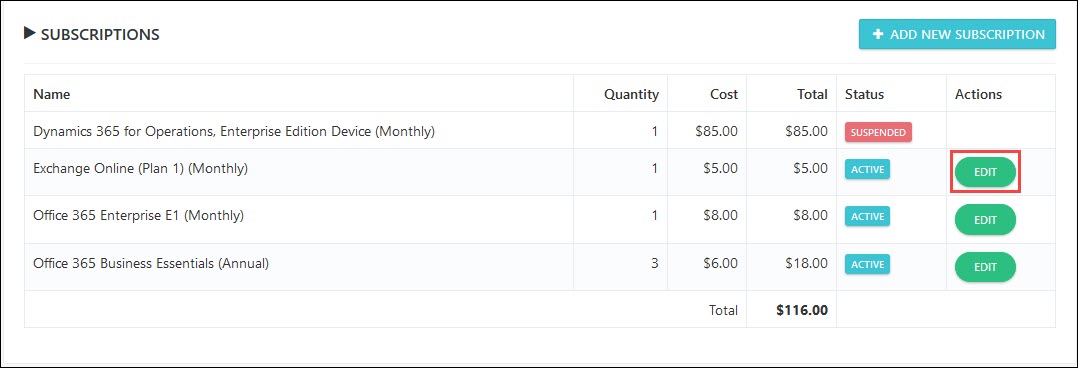 SUBSCRIPTIONS
+ ADD NEW SUBSCRIPTION
Name Quantity Cost Total Status Actions
Dynamics 365 for Operations, Enterprise Edition Device (Monthly) 1 $85.00 $85.00 SUSPENDED
Exchange Online (Plan 1) (Monthly) 1 $5.00 $5.00 ACTIVE EDIT
Office 365 Enterprise E1 (Monthly) 1 $8.00 $8.00 ACTIVE EDIT
Office 365 Business Essentials (Annual) 3 $6.00 $18.00 ACTIVE EDIT
Total $116.00